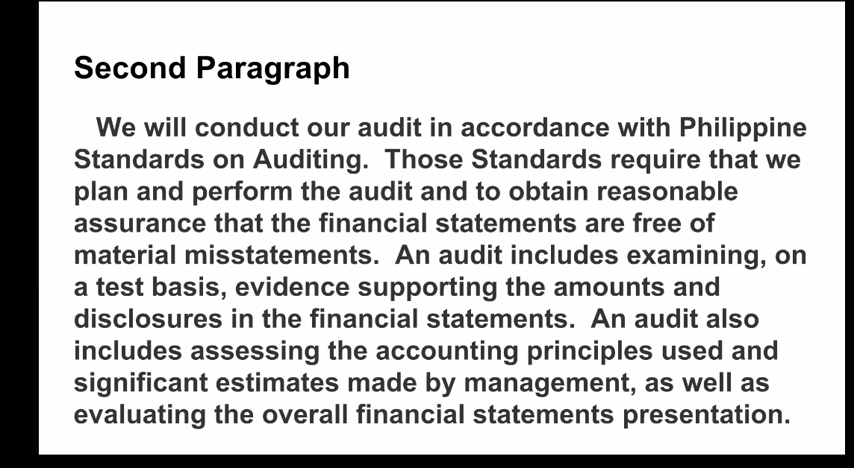 Second Paragraph
We will conduct our audit in accordance with Philippine
Standards on Auditing.  Those Standards require that we
plan and perform the audit and to obtain reasonable
assurance that the financial statements are free of
material misstatements.  An audit includes examining, on
a test basis, evidence supporting the amounts and
disclosures in the financial statements.  An audit also
includes assessing the accounting principles used and
significant estimates made by management, as well as
evaluating the overall financial statements presentation.